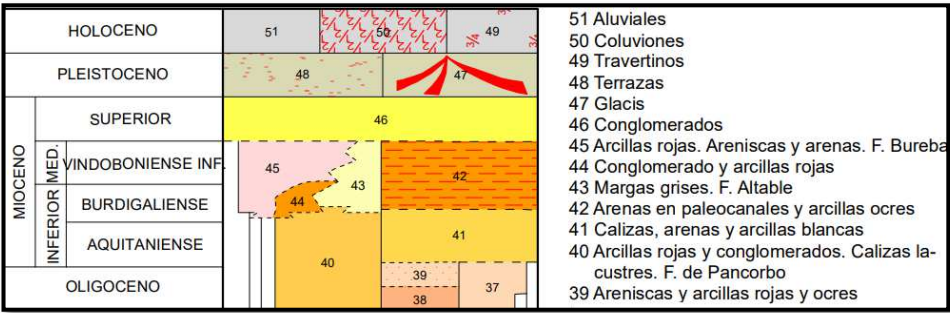 HOLOCENO
51
50
49
PLEISTOCENO
48
47
MIOCENO
SUPERIOR
46
MED.
VINDOBONIENSE INF.
45
43
42
INFERIOR
BURDIGALIENSE
44
AQUITANIENSE
41
40
OLIGOCENO
39
38
37
51 Aluviales
50 Coluviones
49 Travertinos
48 Terrazas
47 Glacis
46 Conglomerados
45 Arcillas rojas. Areniscas y arenas. F. Bureba
44 Conglomerado y arcillas rojas
43 Margas grises. F. Altable
42 Arenas en paleocanales y arcillas ocres
41 Calizas, arenas y arcillas blancas
40 Arcillas rojas y conglomerados. Calizas la-
custres. F. de Pancorbo
39 Areniscas y arcillas rojas y ocres